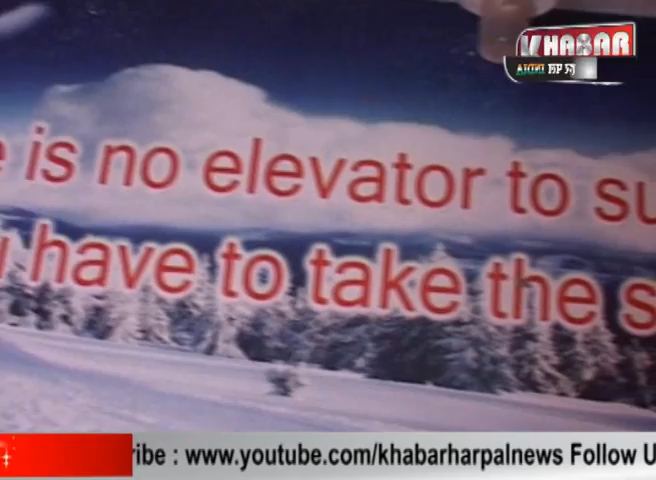 KHABAR
e is no elevator to su
u have to take the s
ribe : www.youtube.com/khabarharpalnews Follow U